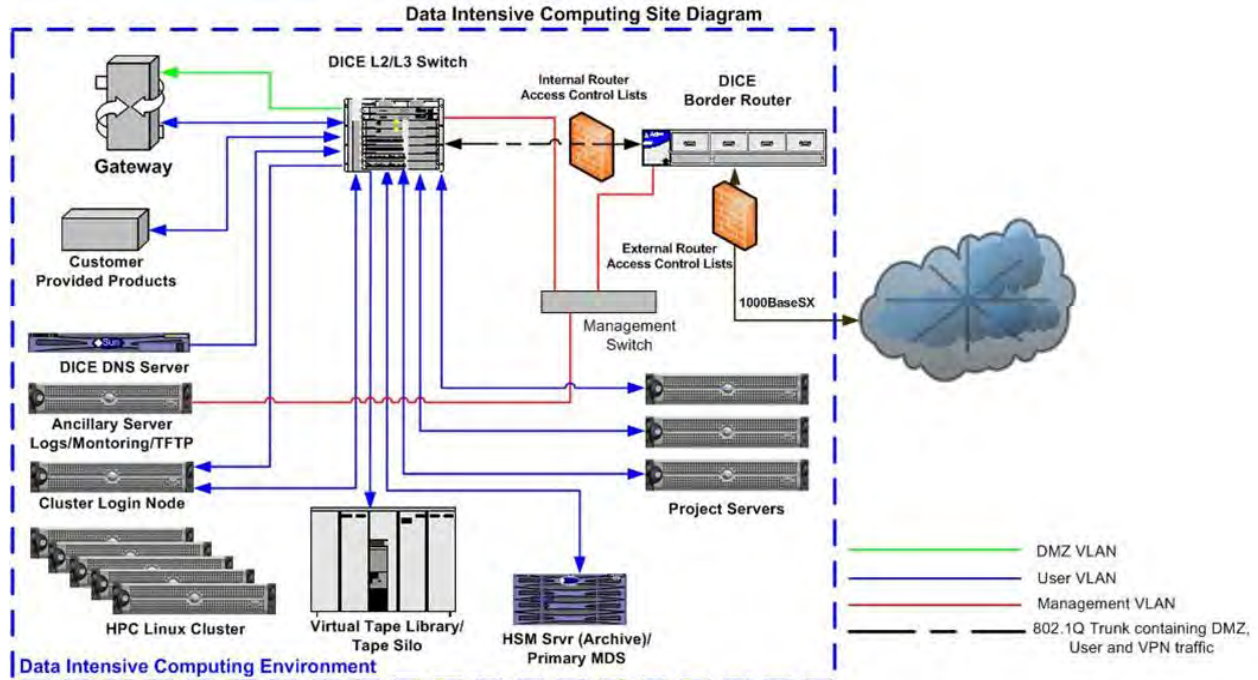 Data Intensive Computing Site Diagram
DICE L2/L3 Switch
Internal Router
Access Control Lists
DICE
Border Router
Gateway
Customer
Provided Products
External Router
Access Control Lists
1000BaseSX
Management
Switch
Sun
DICE DNS Server
Ancillary Server
Logs/Montoring/TFTP
Cluster Login Node
Project Servers
HPC Linux Cluster
Virtual Tape Library/
Tape Silo
HSM Srvr (Archive)/
Primary MDS
Data Intensive Computing Environment
DMZ VLAN
User VLAN
Management VLAN
802.1Q Trunk containing DMZ,
User and VPN traffic